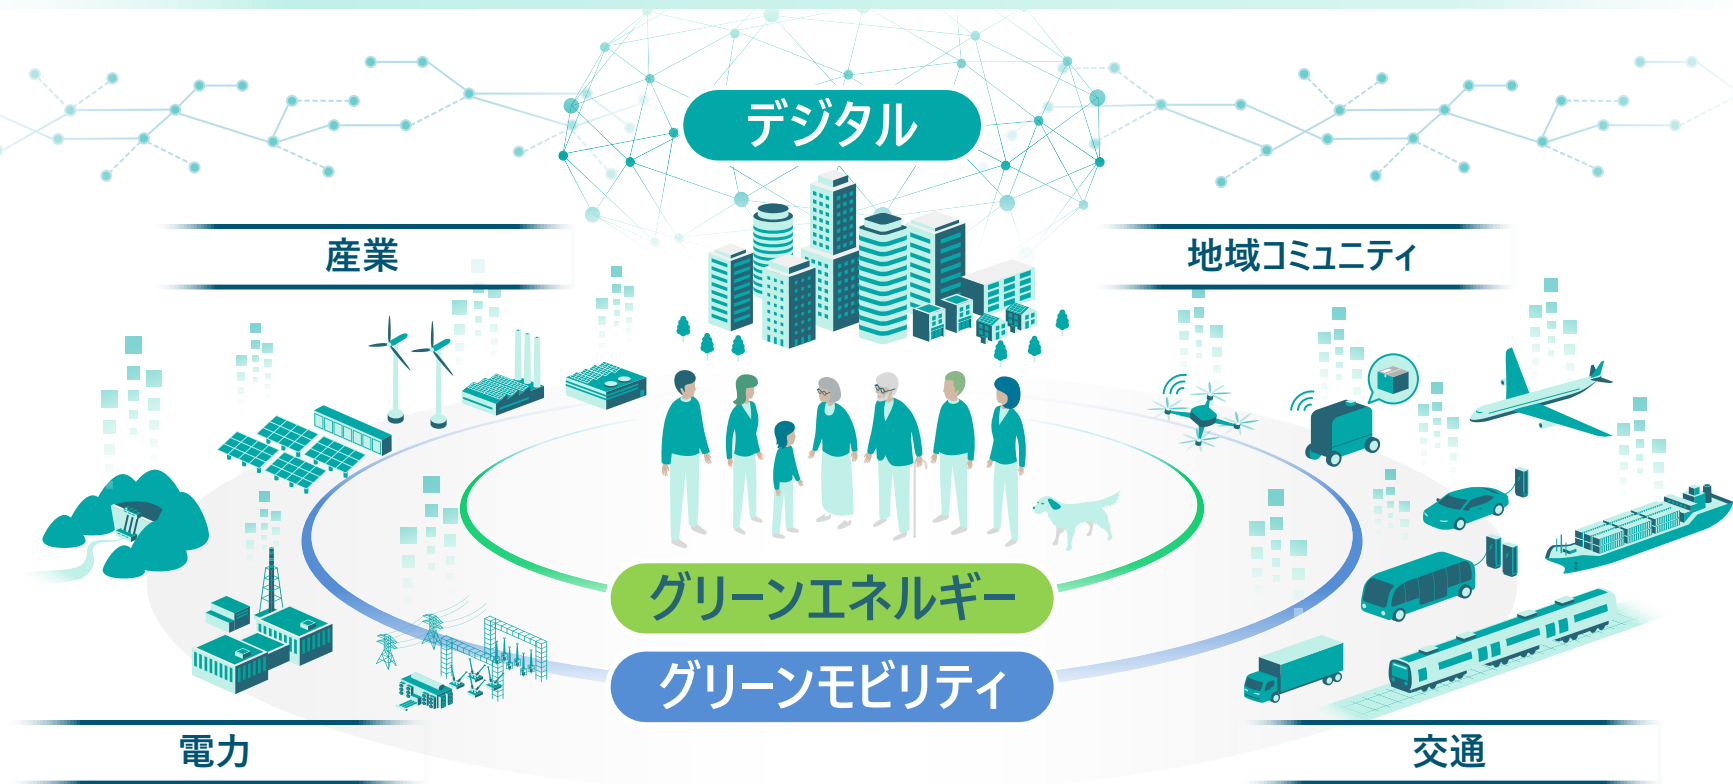 デジタル
産業
地域コミュニティ
グリーンエネルギー
グリーンモビリティ
電力
交通